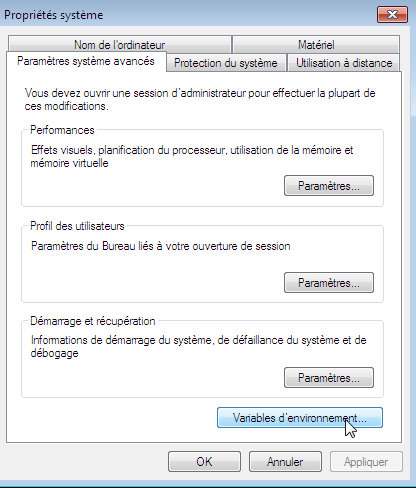 Propriétés système
Nom de l'ordinateur
Matériel
Paramètres système avancés
Protection du système
Utilisation à distance
Vous devez ouvrir une session d'administrateur pour effectuer la plupart de
ces modifications.
Performances
Effets visuels, planification du processeur, utilisation de la mémoire et
mémoire virtuelle
Paramètres...
Profil des utilisateurs
Paramètres du Bureau liés à votre ouverture de session
Paramètres...
Démarrage et récupération
Informations de démarrage du système, de défaillance du système et de
débogage
Paramètres...
Variables d'environnement...
OK
Annuler
Appliquer